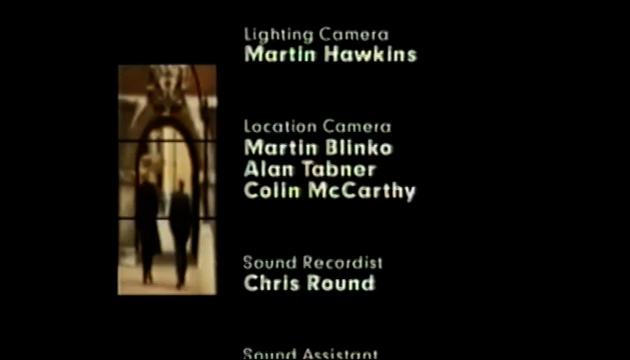 Lighting Camera
Martin Hawkins
Location Camera
Martin Blinko
Alan Tabner
Colin McCarthy
Sound Recordist
Chris Round
Sound Assistant